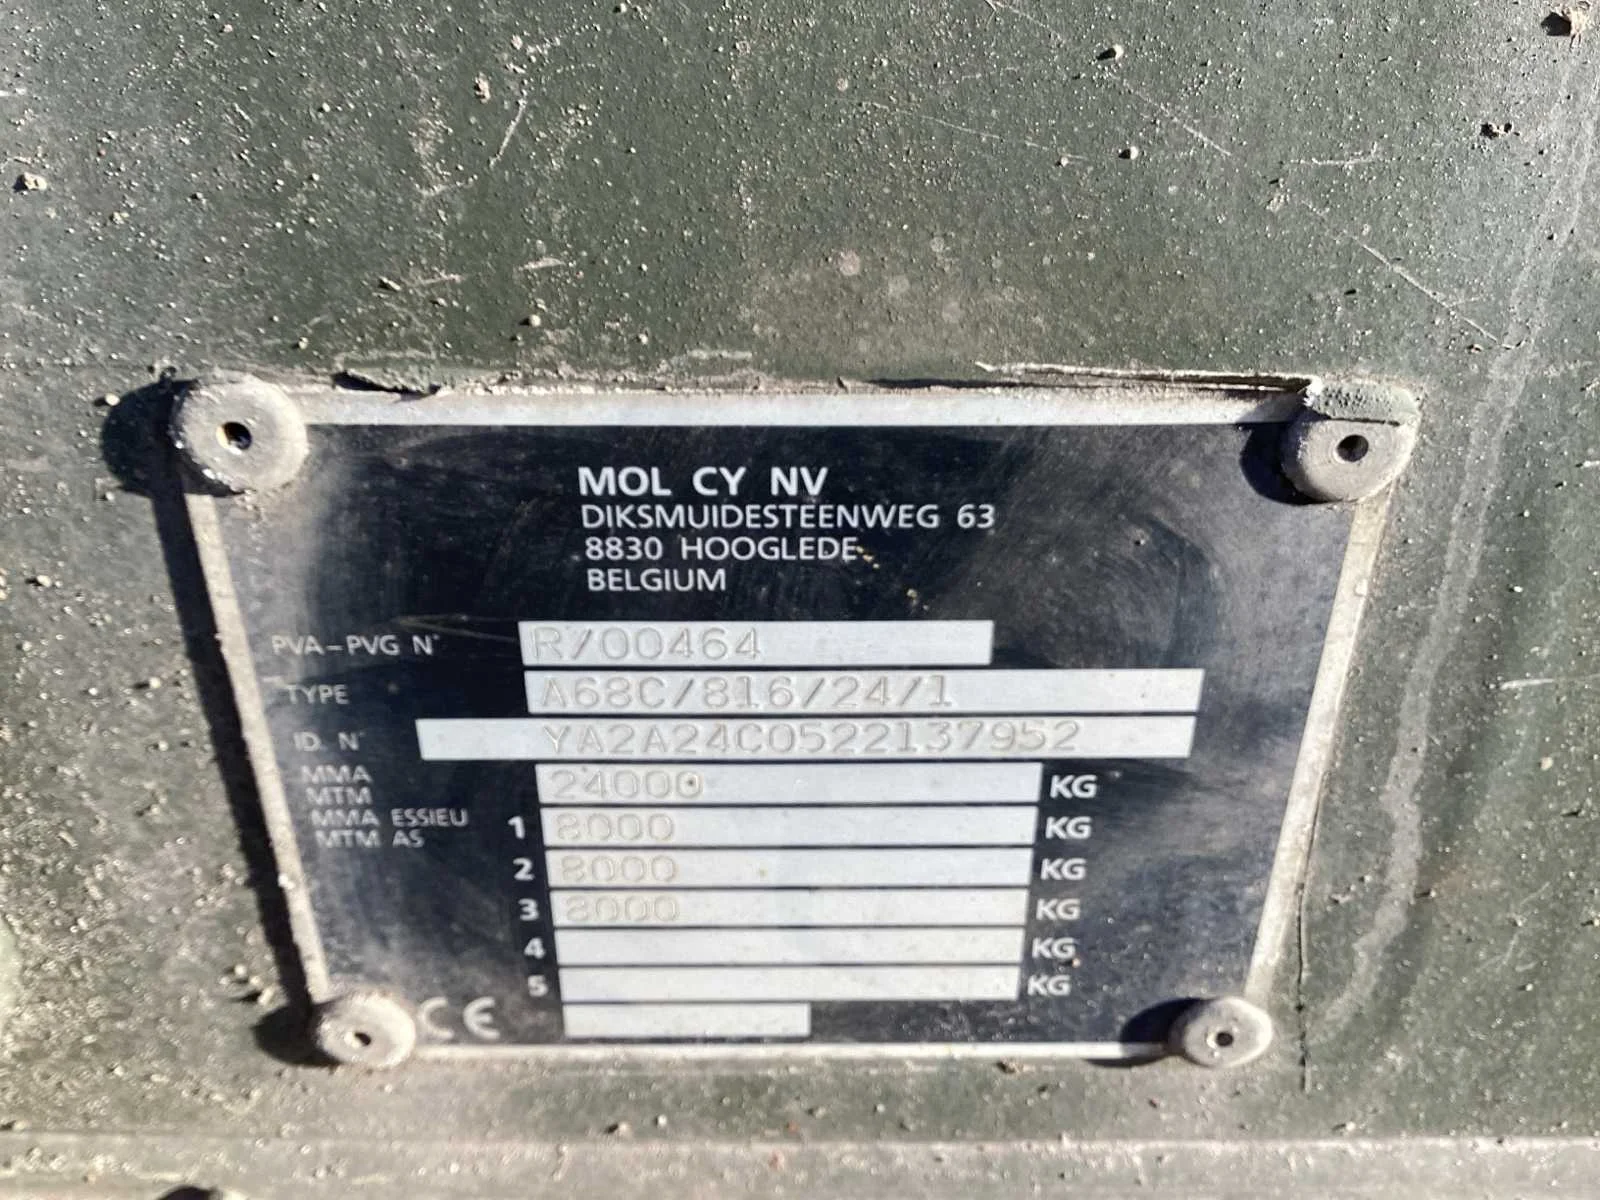 MOL CY NV
DIKSMUIDESTEENWEG 63
8830 HOOGLEDE
BELGIUM
PVA-PVG N° R700464
TYPE A68C/816/24/1
ID. N° YA2A24C0522137952
MMA
MTM 24000 KG
MMA ESSIEU
MTM AS 1 8000 KG
2 8000 KG
3 8000 KG
4 KG
5 KG
CE